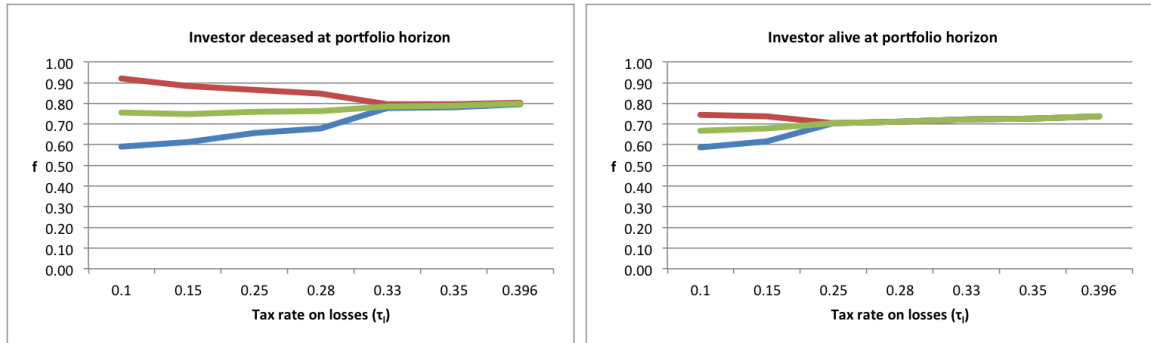 Investor deceased at portfolio horizon
1.00
0.90
0.80
0.70
0.60
f 0.50
0.40
0.30
0.20
0.10
0.00
0.1 0.15 0.25 0.28 0.33 0.35 0.396
Tax rate on losses (τl)
Investor alive at portfolio horizon
1.00
0.90
0.80
0.70
0.60
f 0.50
0.40
0.30
0.20
0.10
0.00
0.1 0.15 0.25 0.28 0.33 0.35 0.396
Tax rate on losses (τl)